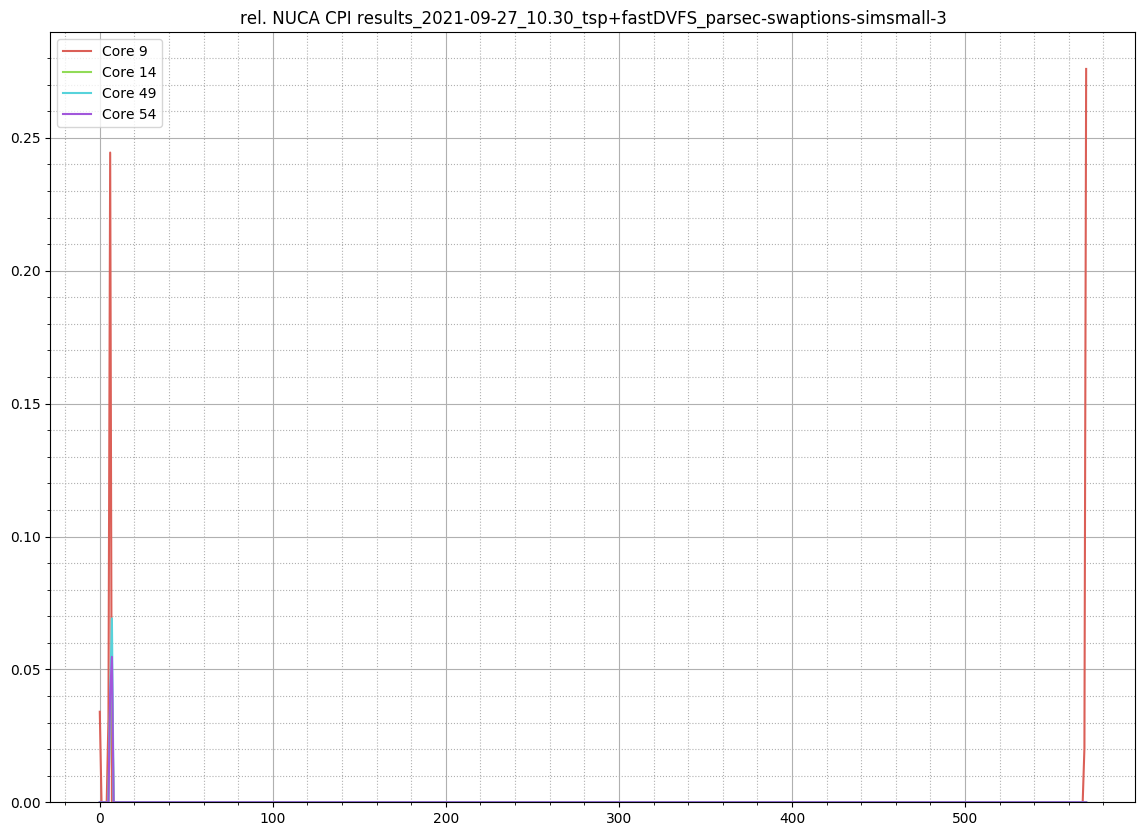 rel. NUCA CPI results_2021-09-27_10.30_tsp+fastDVFS_parsec-swaptions-simsmall-3
Core 9
Core 14
Core 49
Core 54
0.25
0.20
0.15
0.10
0.05
0.00
0 100 200 300 400 500